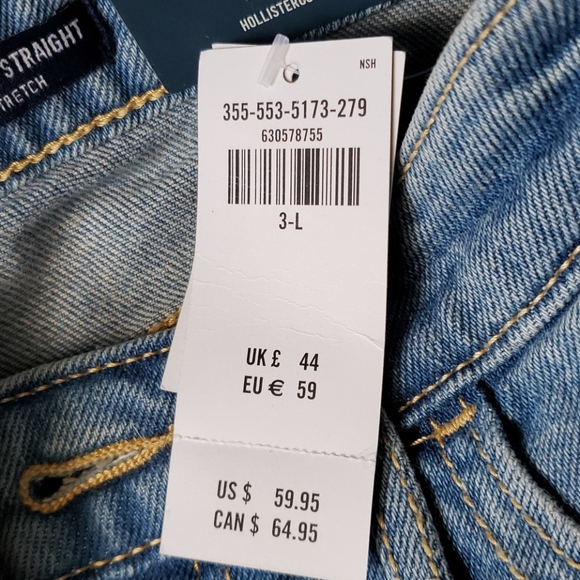 HOLLISTERCO
STRAIGHT
STRETCH
NSH
355-553-5173-279
630578755
3-L
UK £ 44
EU € 59
US $ 59.95
CAN $ 64.95